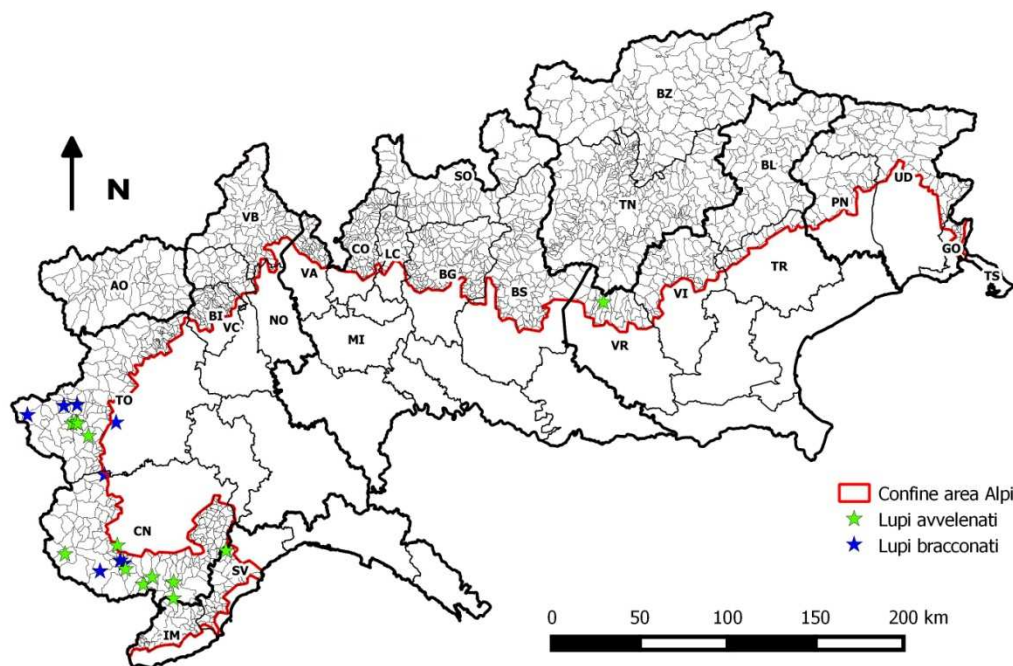 BZ
SO
TN
BL
UD
PN
VB
CO
LC
GO
N
VA
BG
TR
TS
AO
BS
VI
BI
VC
NO
MI
VR
TO
CN
SV
IM
Confine area Alpi
Lupi avvelenati
Lupi bracconati
0 50 100 150 200 km